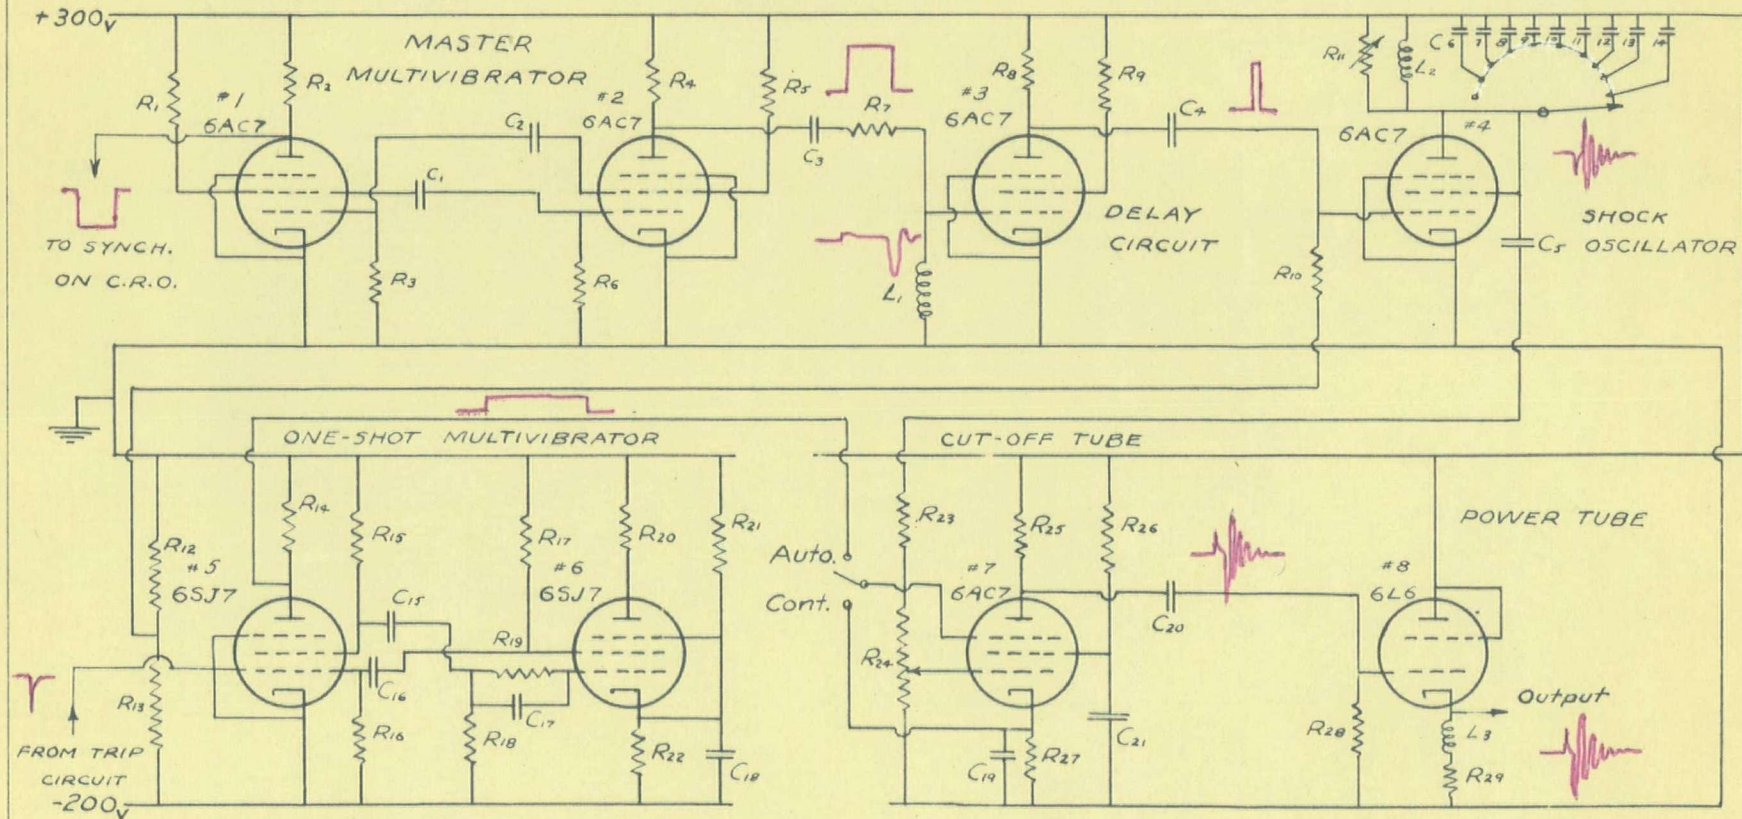 +300v
MASTER
MULTIVIBRATOR
R1
#1
6AC7
R2
C2
C1
#2
6AC7
R4
R5
C3
R7
R8
#3
6AC7
R9
C4
R11
L2
C6 7 8 9 10 11 12 13 14
6AC7
#4
TO SYNCH.
ON C.R.O.
R3
R6
L1
DELAY
CIRCUIT
R10
C5
SHOCK
OSCILLATOR
ONE-SHOT MULTIVIBRATOR
CUT-OFF TUBE
R12
#5
6SJ7
R14
R15
C15
C16
R17
R19
#6
6SJ7
R20
R21
Auto.
Cont.
R23
R24
R25
#7
6AC7
R26
C20
POWER TUBE
#8
6L6
R13
FROM TRIP
CIRCUIT
-200v
R16
R18
C17
R22
C18
C19
R27
C21
R28
Output
L3
R29